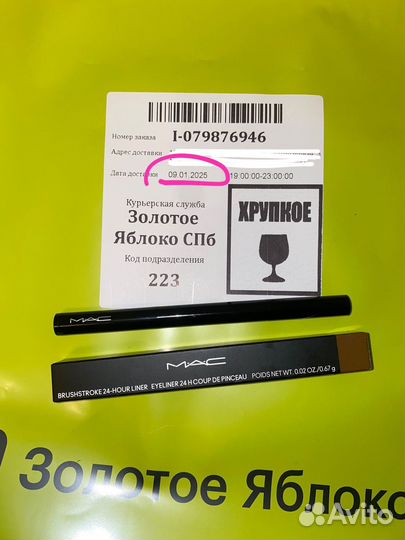 Номер заказа I-079876946
Адрес доставки
Дата доставки 09.01.2025 19:00:00-23:00:00
Курьерская служба
Золотое
Яблоко СПб
Код подразделения
223
ХРУПКОЕ
MAC
MAC
BRUSHSTROKE 24-HOUR LINER EYELINER 24 H COUP DE PINCEAU POIDS NET WT. 0.02 OZ./0.67 g
Золотое Яблоко
Avito